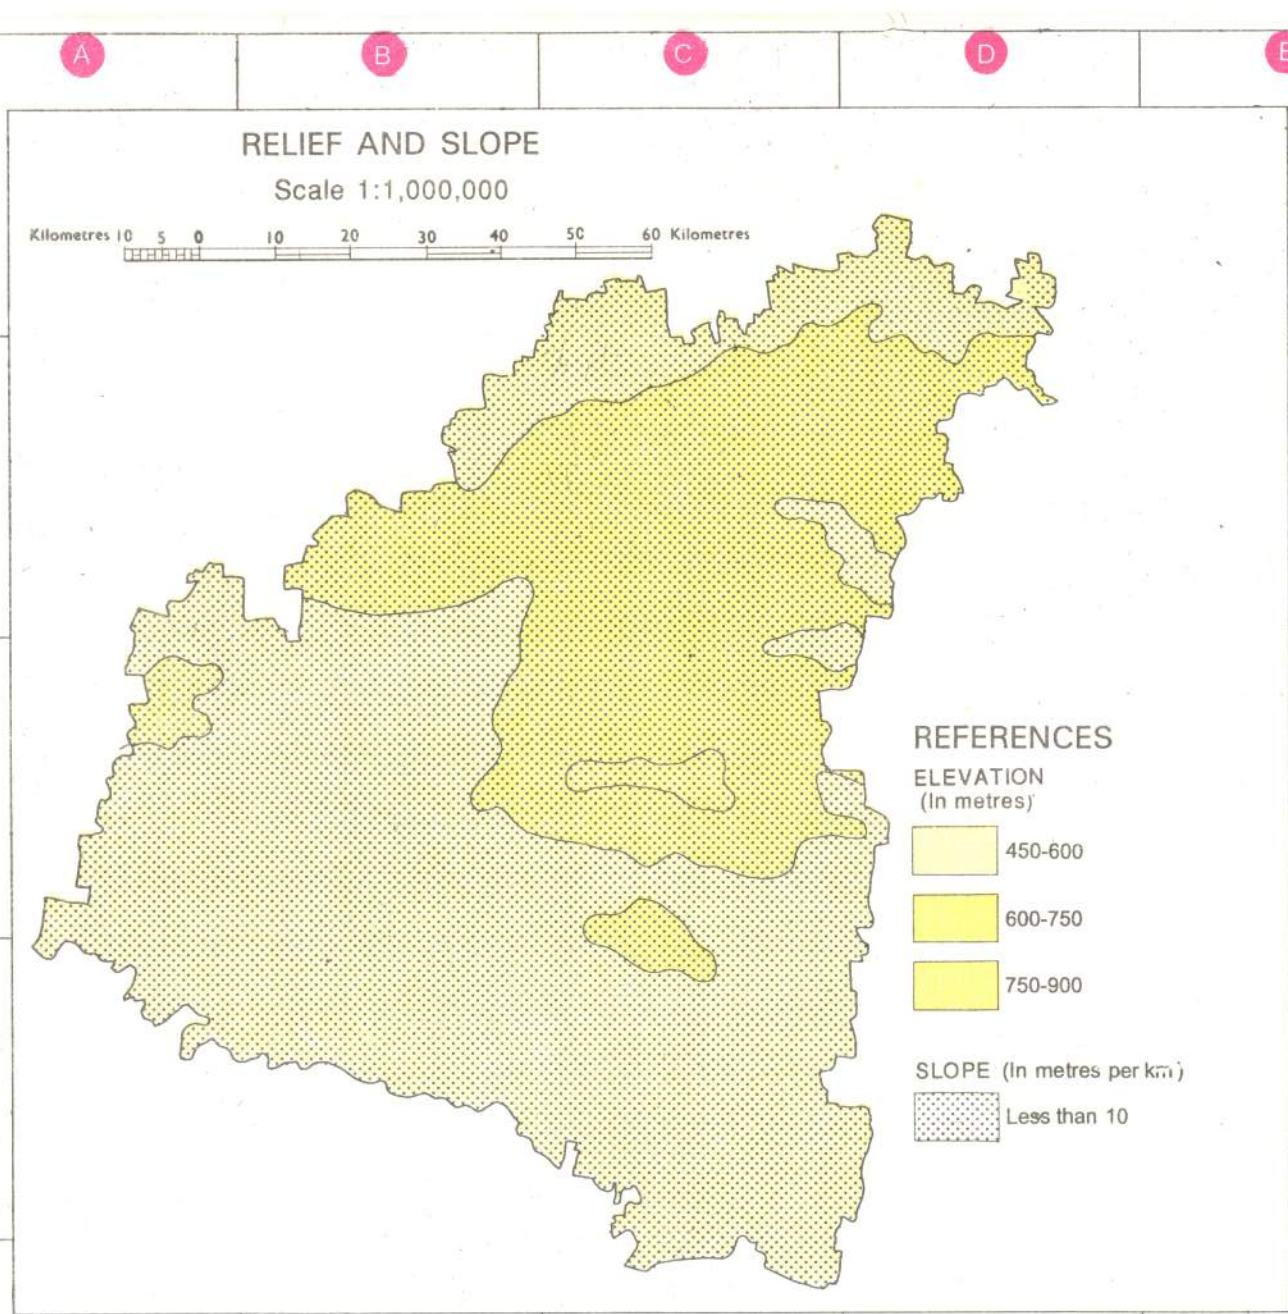 A B C D E
RELIEF AND SLOPE
Scale 1:1,000,000
Kilometres 10 5 0 10 20 30 40 50 60 Kilometres
REFERENCES
ELEVATION
(In metres)
450-600
600-750
750-900
SLOPE (In metres per km)
Less than 10